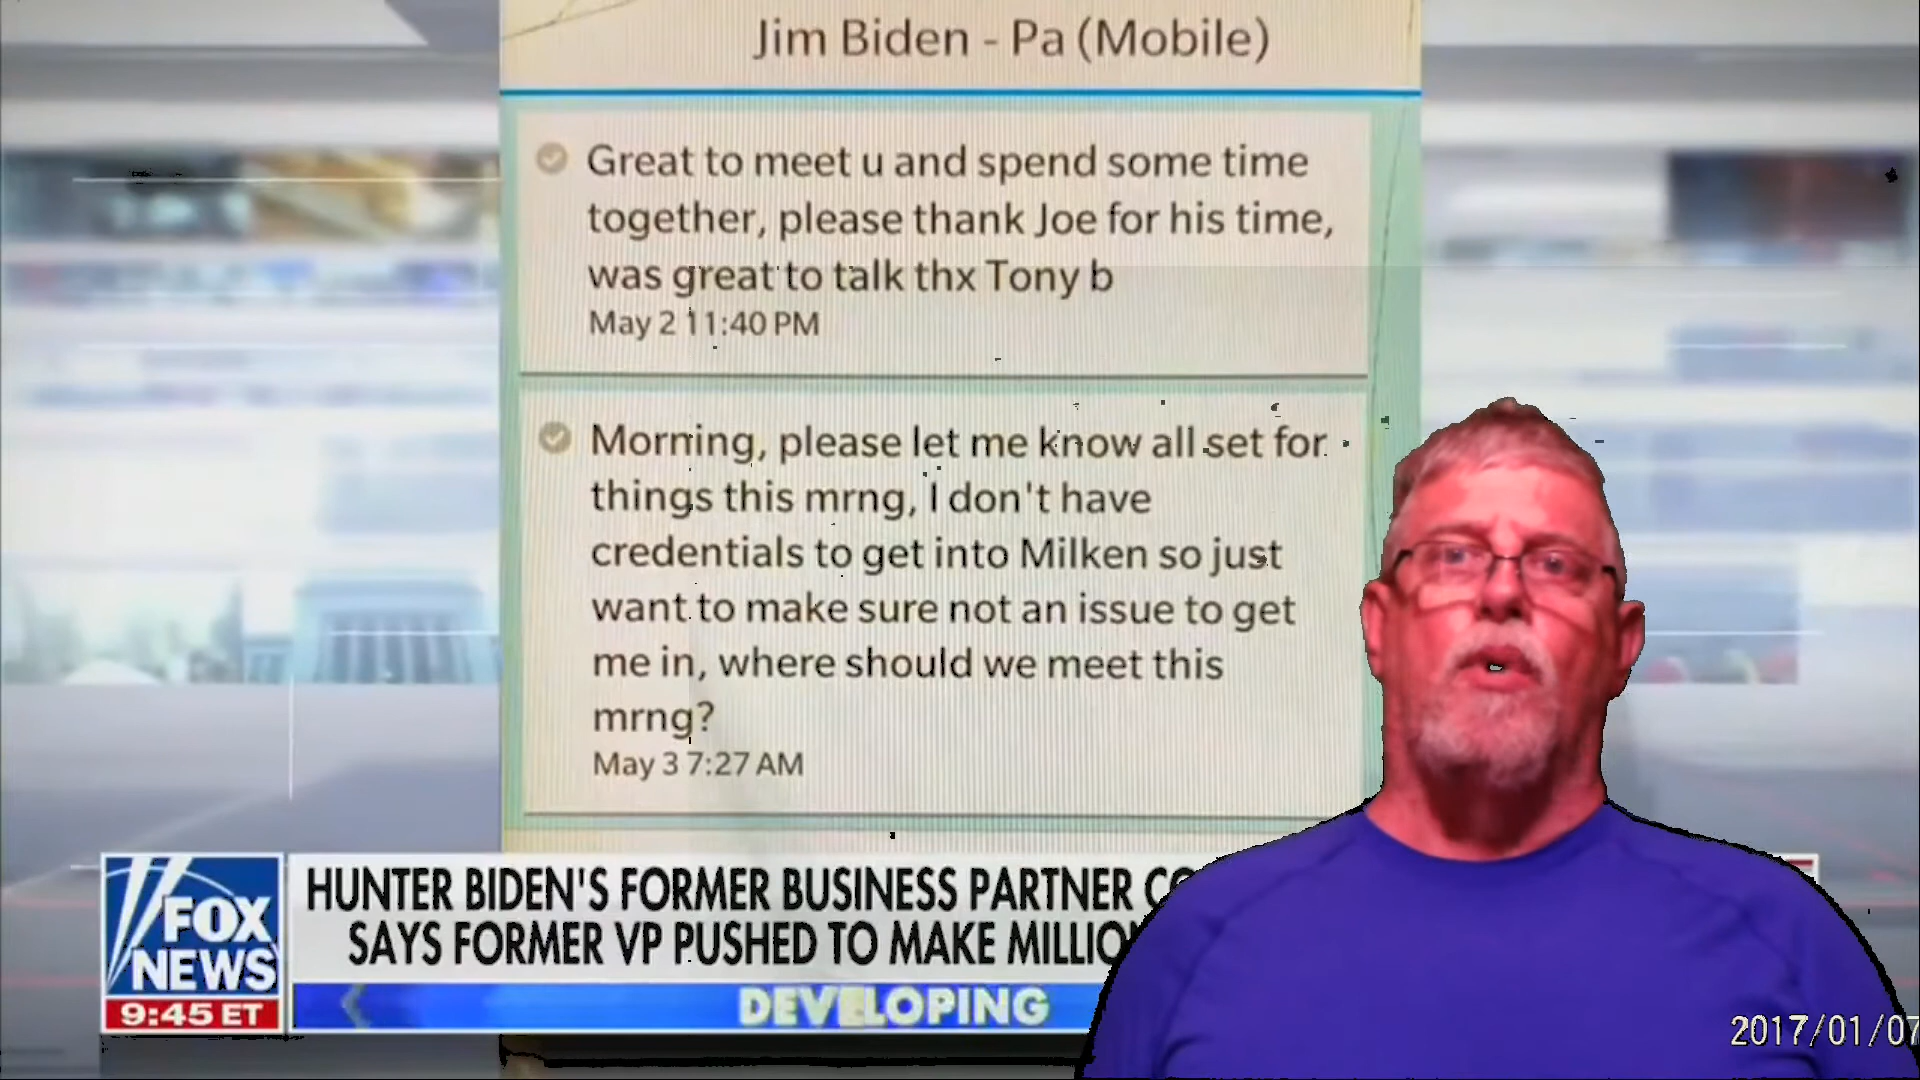 Jim Biden - Pa (Mobile)
Great to meet u and spend some time
together, please thank Joe for his time,
was great to talk thx Tony b
May 2 11:40 PM
Morning, please let me know all set for
things this mrng, I don't have
credentials to get into Milken so just
want to make sure not an issue to get
me in, where should we meet this
mrng?
May 3 7:27 AM
HUNTER BIDEN'S FORMER BUSINESS PARTNER
SAYS FORMER VP PUSHED TO MAKE
FOX
NEWS
9:45 ET
DEVELOPING
2017/01/07